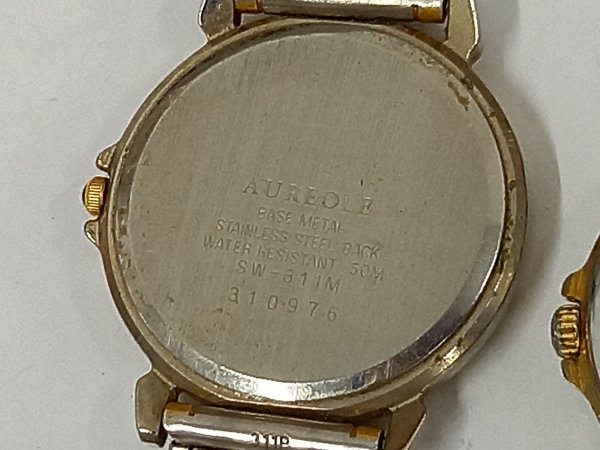 AUREOLE
BASE METAL
STAINLESS STEEL BACK
WATER RESISTANT 50M
SW-311M
310976